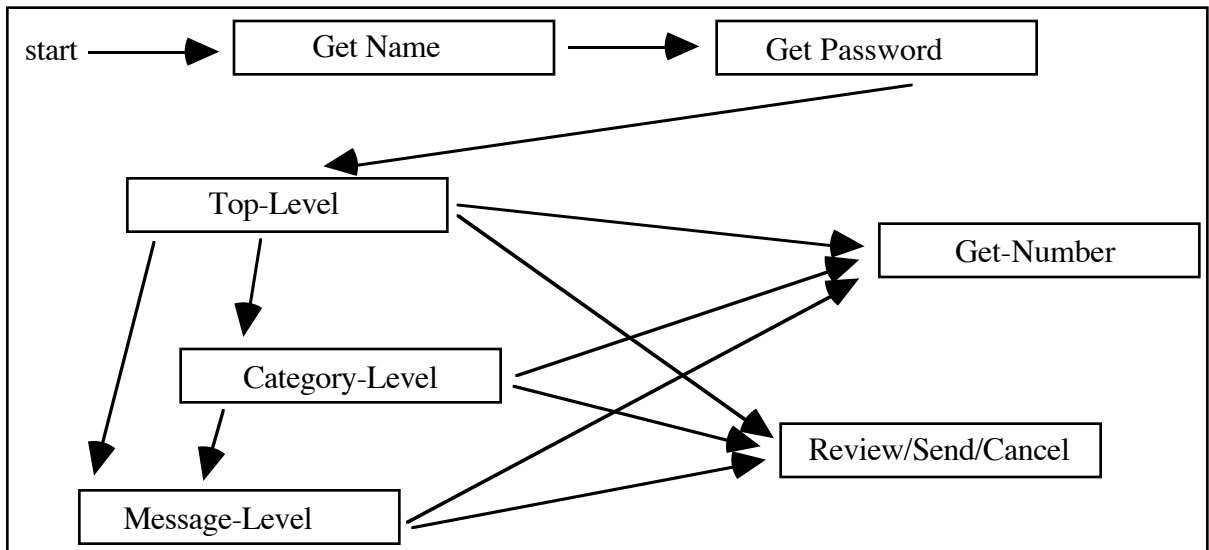 start
Get Name
Get Password
Top-Level
Get-Number
Category-Level
Review/Send/Cancel
Message-Level